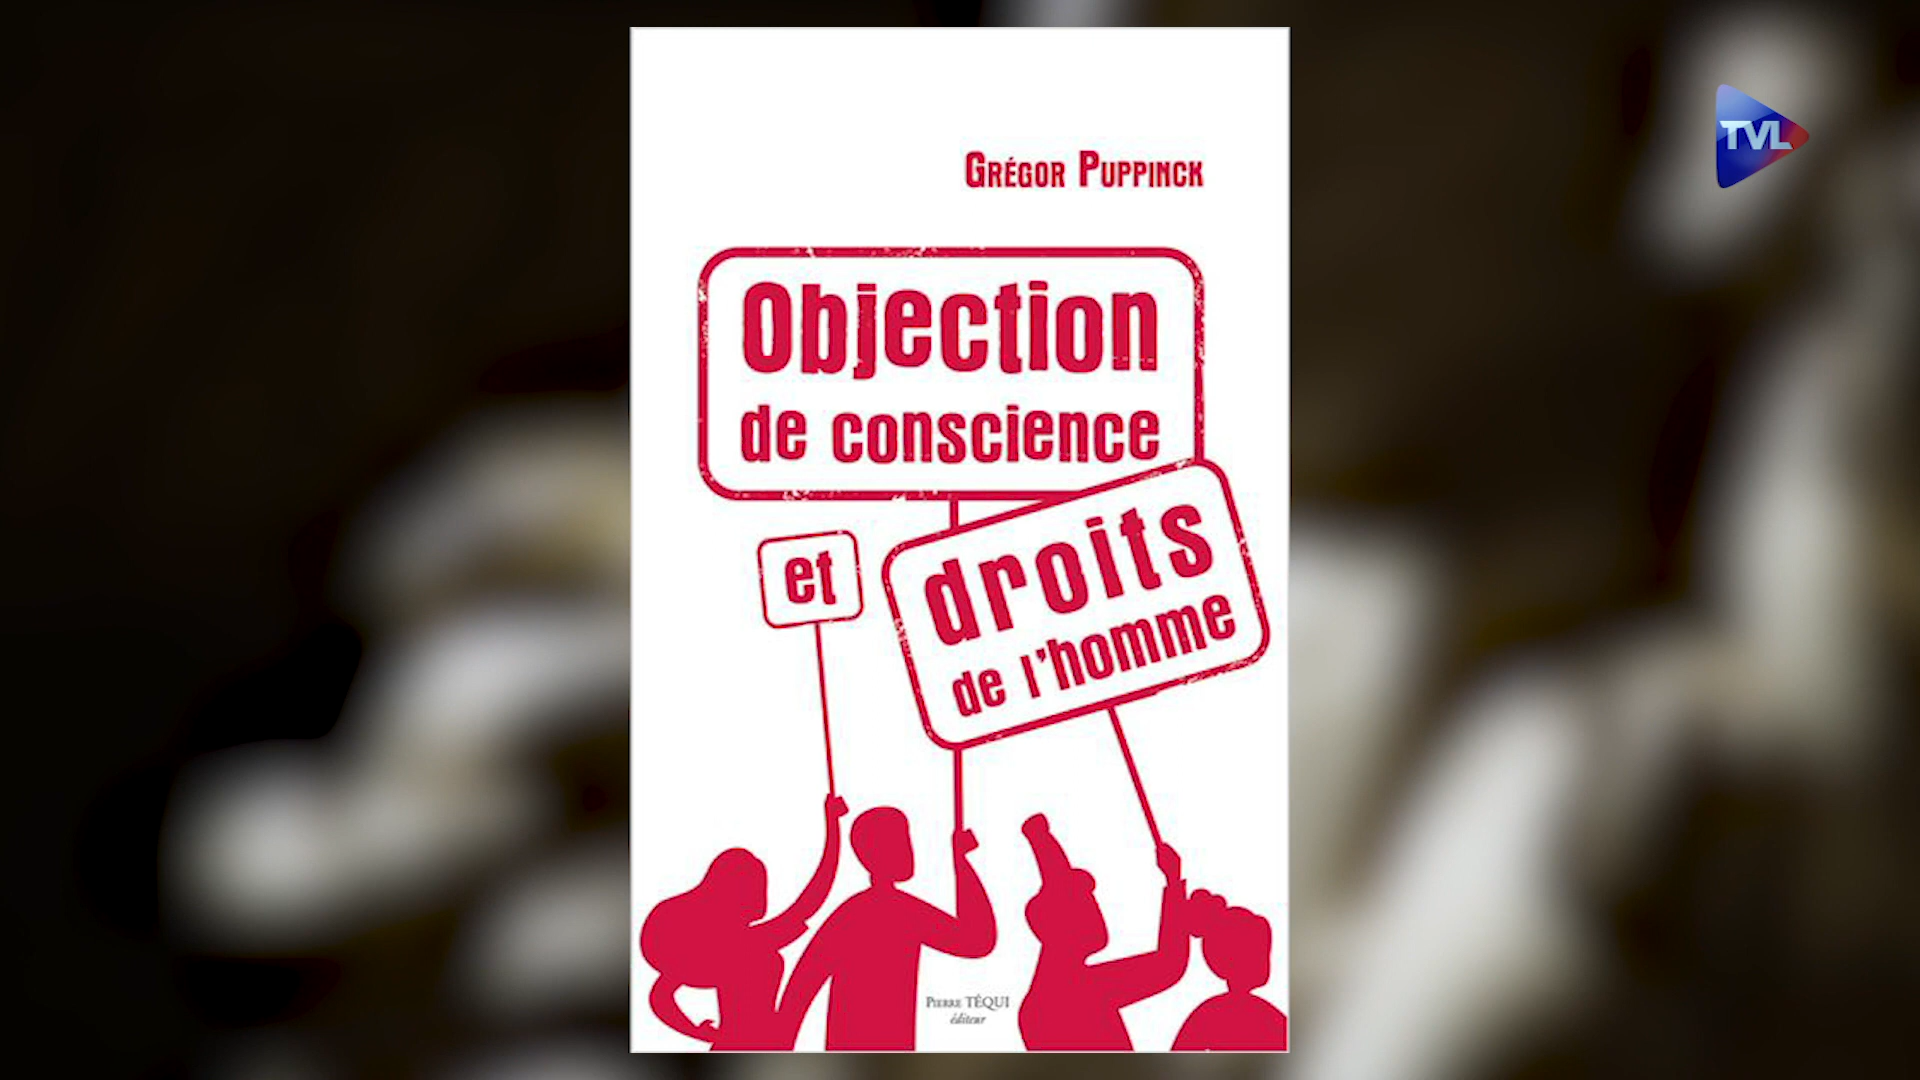 TVL
GRÉGOR PUPPINCK
Objection
de conscience
et
droits
de l'homme
PIERRE TÉQUI
éditeur